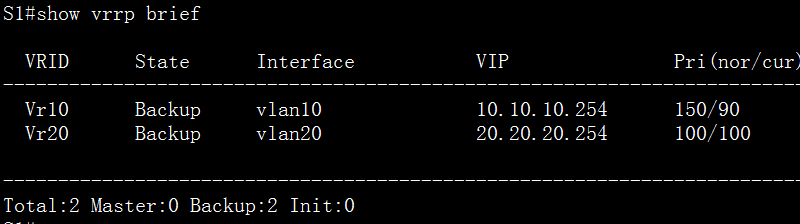 S1#show vrrp brief
VRID State Interface VIP Pri(nor/cur)
--------------------------------------------------------------------------------
Vr10 Backup vlan10 10.10.10.254 150/90
Vr20 Backup vlan20 20.20.20.254 100/100
--------------------------------------------------------------------------------
Total:2 Master:0 Backup:2 Init:0